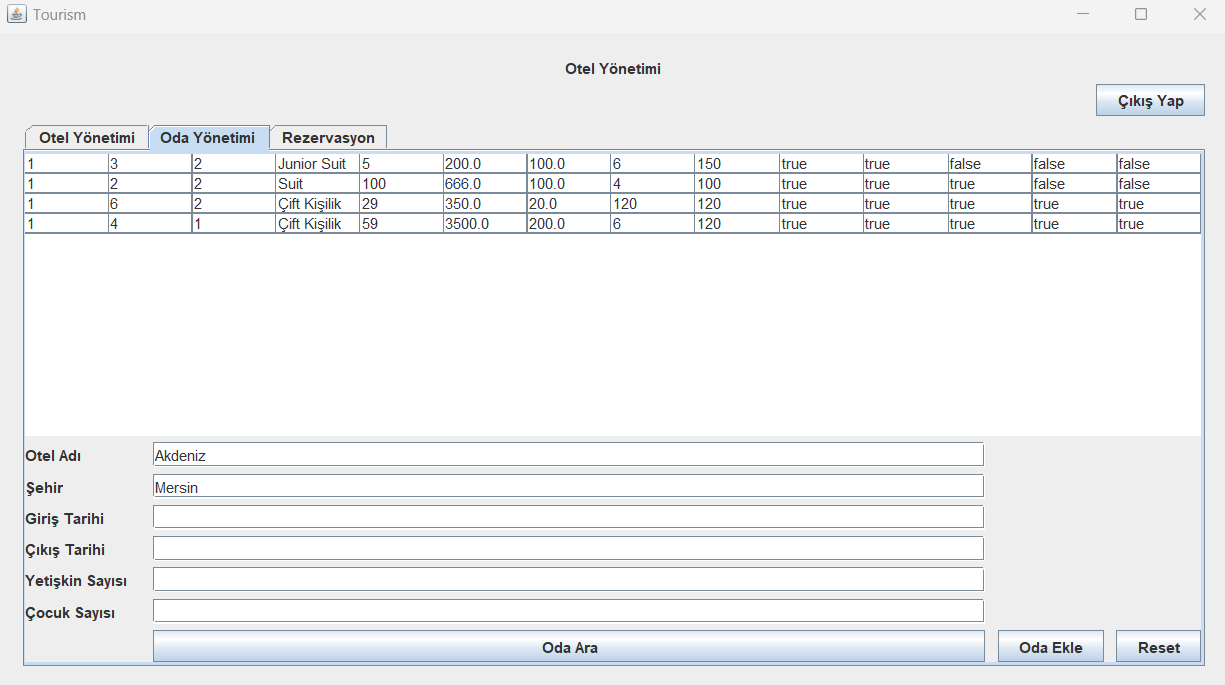 Tourism
Otel Yönetimi
Çıkış Yap
Otel Yönetimi Oda Yönetimi Rezervasyon
1 3 2 Junior Suit 5 200.0 100.0 6 150 true true false false false
1 2 2 Suit 100 666.0 100.0 4 100 true true true false false
1 6 2 Çift Kişilik 29 350.0 20.0 120 120 true true true true true
1 4 1 Çift Kişilik 59 3500.0 200.0 6 120 true true true true true
Otel Adı Akdeniz
Şehir Mersin
Giriş Tarihi
Çıkış Tarihi
Yetişkin Sayısı
Çocuk Sayısı
Oda Ara Oda Ekle Reset